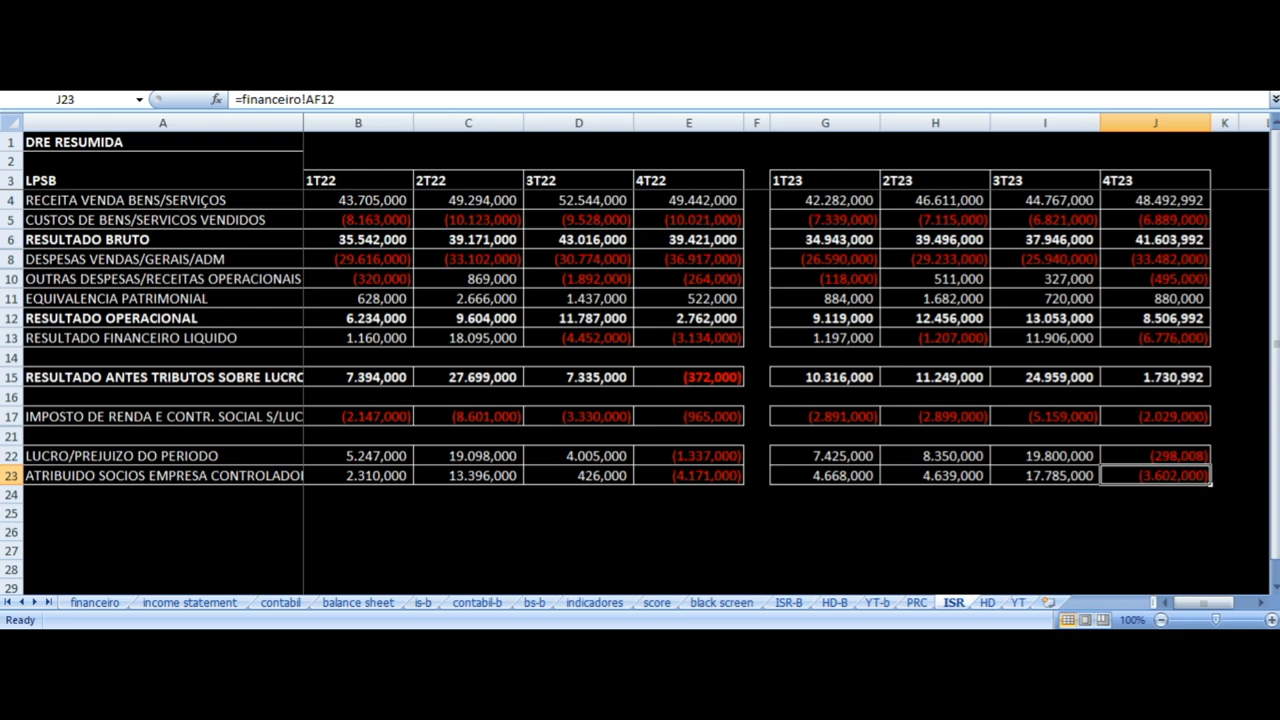 J23 fx =financeiro!AF12
A B C D E F G H I J K
1 DRE RESUMIDA
2
3 LPSB 1T22 2T22 3T22 4T22 1T23 2T23 3T23 4T23
4 RECEITA VENDA BENS/SERVIÇOS 43.705,000 49.294,000 52.544,000 49.442,000 42.282,000 46.611,000 44.767,000 48.492,992
5 CUSTOS DE BENS/SERVICOS VENDIDOS (8.163,000) (10.123,000) (9.528,000) (10.021,000) (7.339,000) (7.115,000) (6.821,000) (6.889,000)
6 RESULTADO BRUTO 35.542,000 39.171,000 43.016,000 39.421,000 34.943,000 39.496,000 37.946,000 41.603,992
8 DESPESAS VENDAS/GERAIS/ADM (29.616,000) (33.102,000) (30.774,000) (36.917,000) (26.590,000) (29.233,000) (25.940,000) (33.482,000)
10 OUTRAS DESPESAS/RECEITAS OPERACIONAIS (320,000) 869,000 (1.892,000) (264,000) (118,000) 511,000 327,000 (495,000)
11 EQUIVALENCIA PATRIMONIAL 628,000 2.666,000 1.437,000 522,000 884,000 1.682,000 720,000 880,000
12 RESULTADO OPERACIONAL 6.234,000 9.604,000 11.787,000 2.762,000 9.119,000 12.456,000 13.053,000 8.506,992
13 RESULTADO FINANCEIRO LIQUIDO 1.160,000 18.095,000 (4.452,000) (3.134,000) 1.197,000 (1.207,000) 11.906,000 (6.776,000)
14
15 RESULTADO ANTES TRIBUTOS SOBRE LUCRO 7.394,000 27.699,000 7.335,000 (372,000) 10.316,000 11.249,000 24.959,000 1.730,992
16
17 IMPOSTO DE RENDA E CONTR. SOCIAL S/LUC (2.147,000) (8.601,000) (3.330,000) (965,000) (2.891,000) (2.899,000) (5.159,000) (2.029,000)
21
22 LUCRO/PREJUIZO DO PERIODO 5.247,000 19.098,000 4.005,000 (1.337,000) 7.425,000 8.350,000 19.800,000 (298,008)
23 ATRIBUIDO SOCIOS EMPRESA CONTROLADO 2.310,000 13.396,000 426,000 (4.171,000) 4.668,000 4.639,000 17.785,000 (3.602,000)
24
25
26
27
28
29
financeiro income statement contabil balance sheet is-b contabil-b bs-b indicadores score black screen ISR-B HD-B YT-b PRC ISR HD YT
Ready 100%